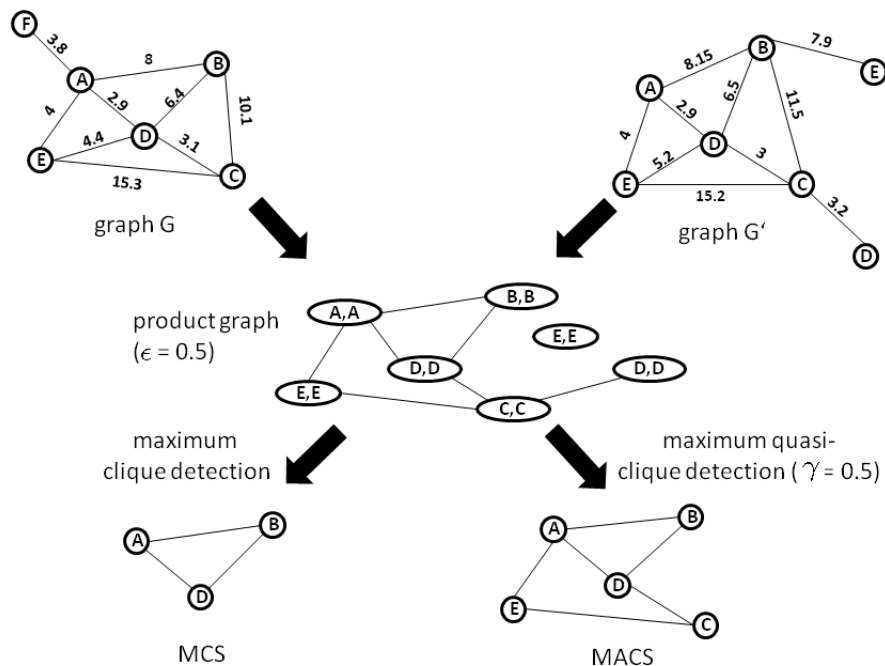 F
3.8
A
8
B
4
2.9
6.4
10.1
D
4.4
3.1
E
15.3
C
graph G
B
7.9
E
8.15
A
6.5
11.5
2.9
4
D
5.2
3
E
15.2
C
3.2
D
graph G‘
product graph
(ϵ = 0.5)
A,A
B,B
E,E
D,D
D,D
E,E
C,C
maximum
clique detection
maximum quasi-
clique detection ( γ = 0.5)
A
B
D
MCS
A
B
D
E
C
MACS